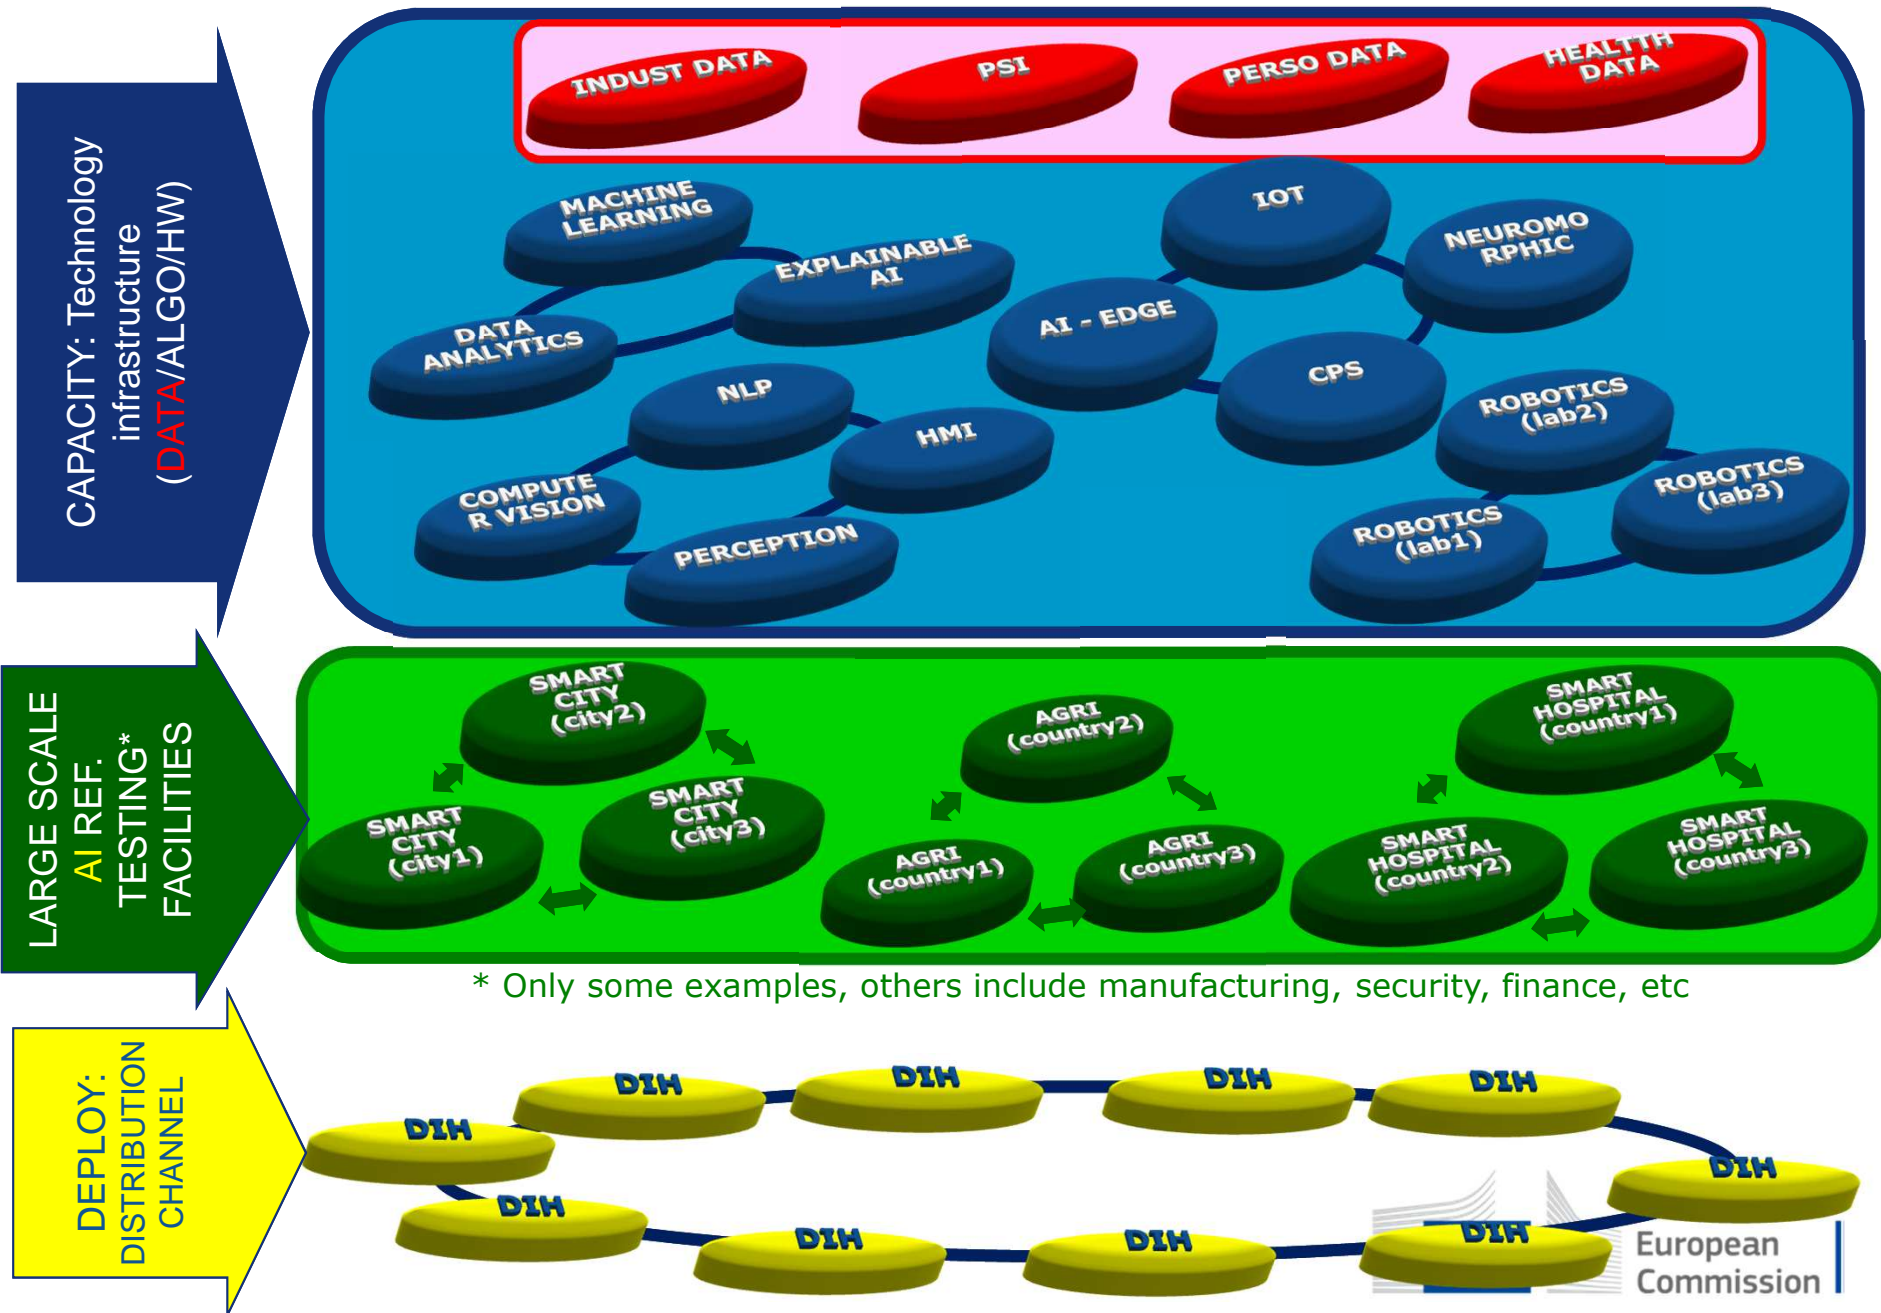 CAPACITY: Technology
infrastructure
(DATA/ALGO/HW)
INDUST DATA
PSI
PERSO DATA
HEALTTH
DATA
MACHINE
LEARNING
EXPLAINABLE
AI
DATA
ANALYTICS
IOT
NEUROMO
RPHIC
AI - EDGE
CPS
NLP
HMI
COMPUTE
R VISION
PERCEPTION
ROBOTICS
(lab2)
ROBOTICS
(lab3)
ROBOTICS
(lab1)
LARGE SCALE
AI REF.
TESTING*
FACILITIES
SMART
CITY
(city2)
SMART
CITY
(city1)
SMART
CITY
(city3)
AGRI
(country2)
AGRI
(country1)
AGRI
(country3)
SMART
HOSPITAL
(country1)
SMART
HOSPITAL
(country2)
SMART
HOSPITAL
(country3)
* Only some examples, others include manufacturing, security, finance, etc
DEPLOY:
DISTRIBUTION
CHANNEL
DIH
DIH
DIH
DIH
DIH
DIH
DIH
DIH
DIH
DIH
European
Commission